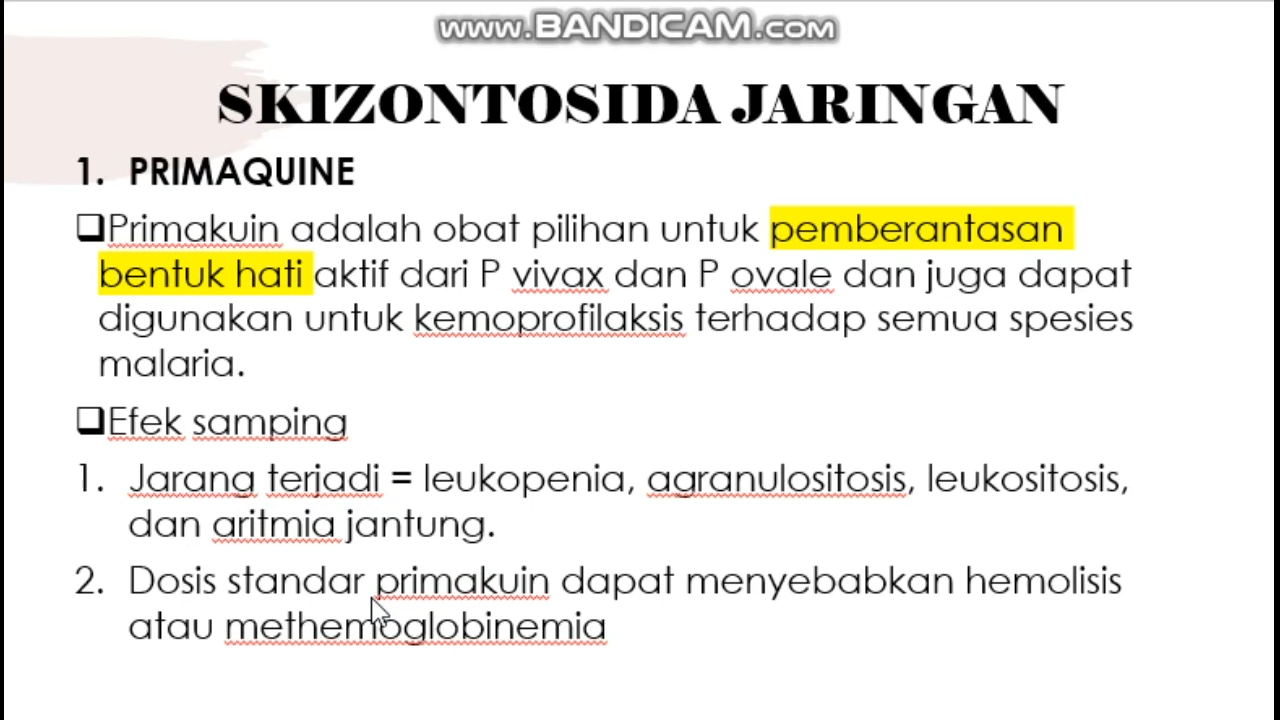 www.BANDICAM.com
SKIZONTOSIDA JARINGAN
1. PRIMAQUINE
❑Primakuin adalah obat pilihan untuk pemberantasan
bentuk hati aktif dari P vivax dan P ovale dan juga dapat
digunakan untuk kemoprofilaksis terhadap semua spesies
malaria.
❑Efek samping
1. Jarang terjadi = leukopenia, agranulositosis, leukositosis,
dan aritmia jantung.
2. Dosis standar primakuin dapat menyebabkan hemolisis
atau methemoglobinemia